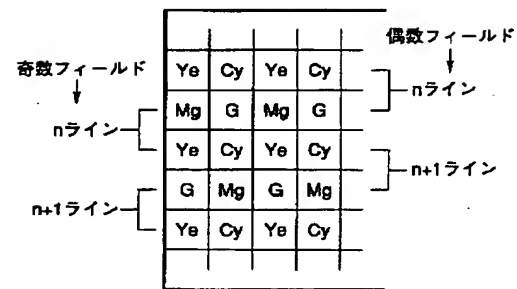 偶数フィールド
奇数フィールド
Ye Cy Ye Cy
nライン
Mg G Mg G
nライン
Ye Cy Ye Cy
n+1ライン
G Mg G Mg
n+1ライン
Ye Cy Ye Cy